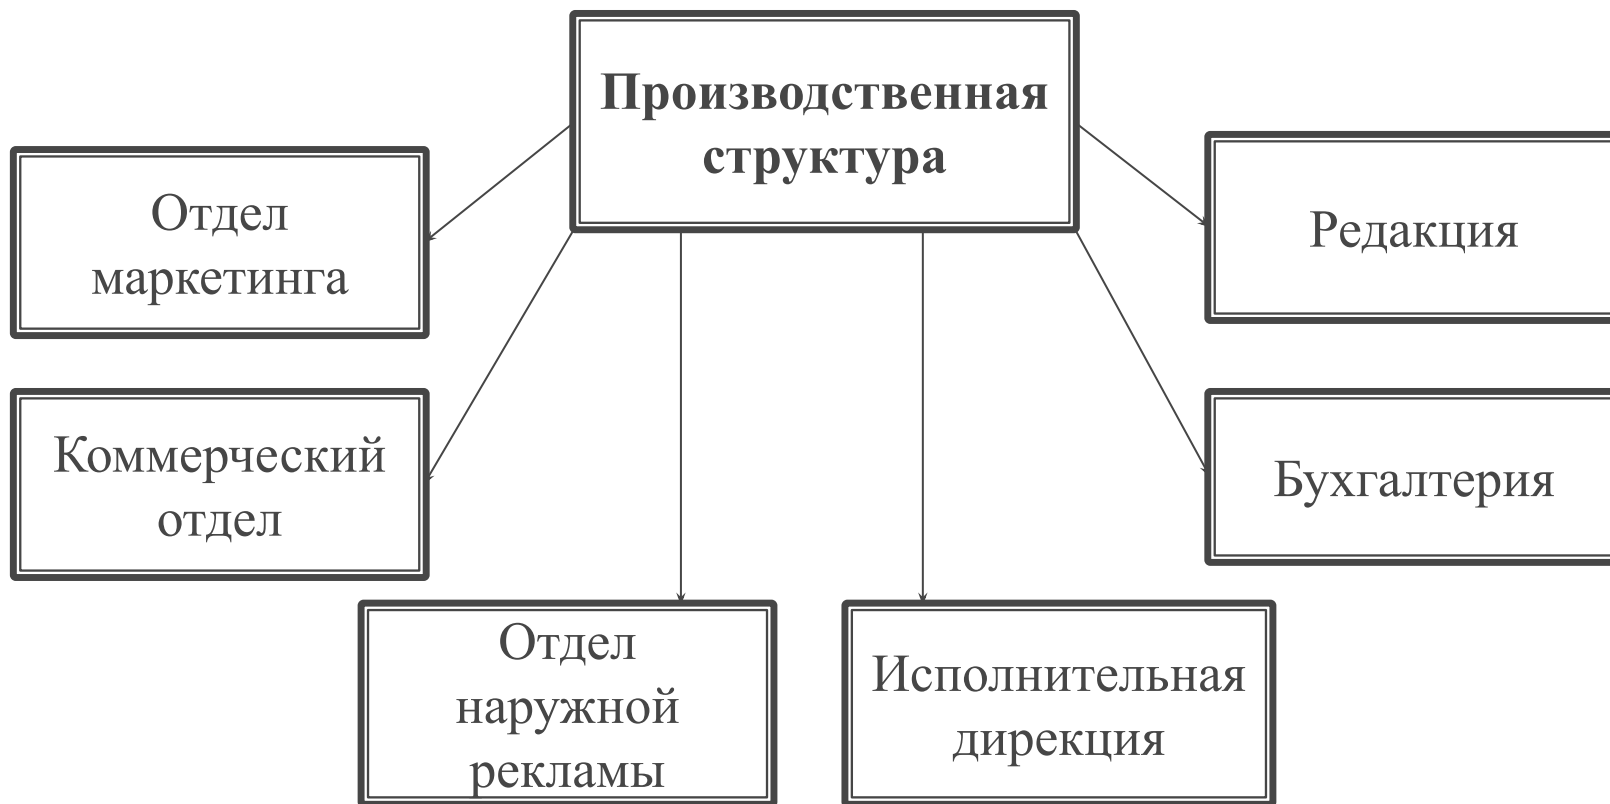 Производственная
структура
Отдел
маркетинга
Редакция
Коммерческий
отдел
Бухгалтерия
Отдел
наружной
рекламы
Исполнительная
дирекция